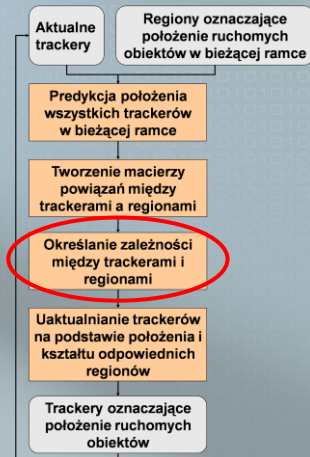 Aktualne
trackery
Regiony oznaczające
położenie ruchomych
obiektów w bieżącej ramce
Predykcja położenia
wszystkich trackerów
w bieżącej ramce
Tworzenie macierzy
powiązań między
trackerami a regionami
Określanie zależności
między trackerami i
regionami
Uaktualnianie trackerów
na podstawie położenia i
kształtu odpowiednich
regionów
Trackery oznaczające
położenie ruchomych
obiektów